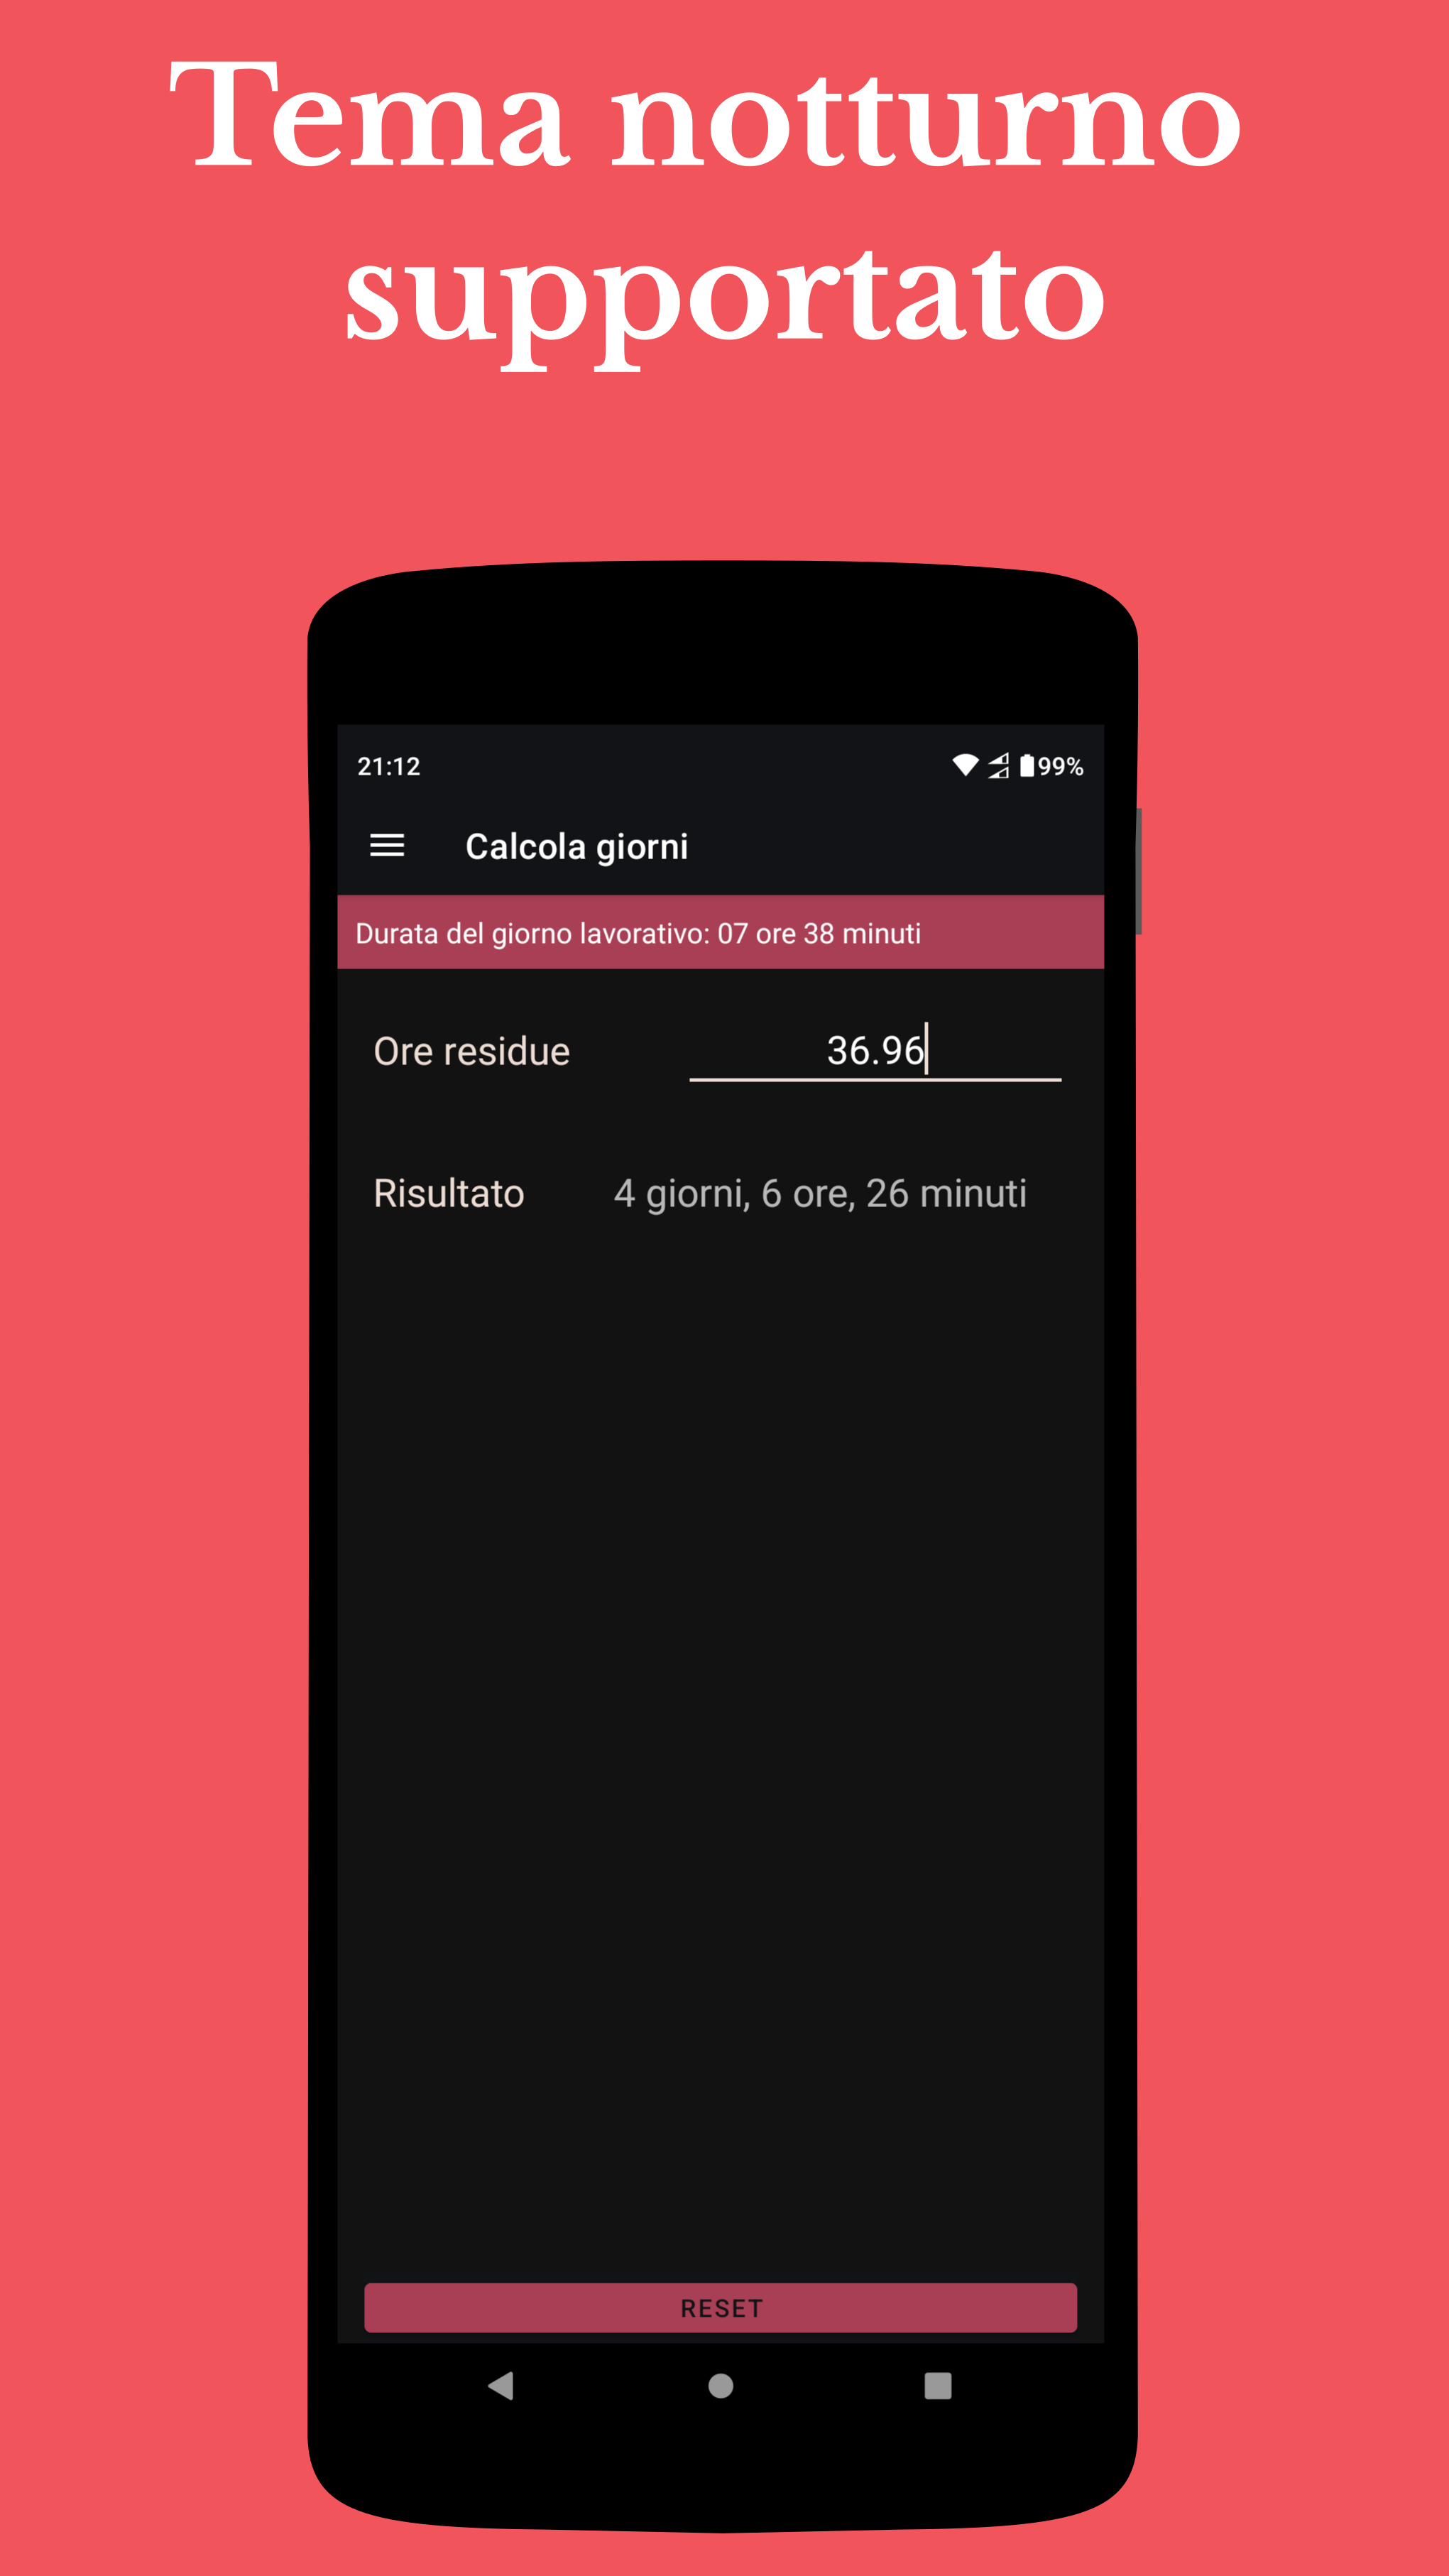 Tema notturno
supportato
21:12 99%
Calcola giorni
Durata del giorno lavorativo: 07 ore 38 minuti
Ore residue 36.96
Risultato 4 giorni, 6 ore, 26 minuti
RESET